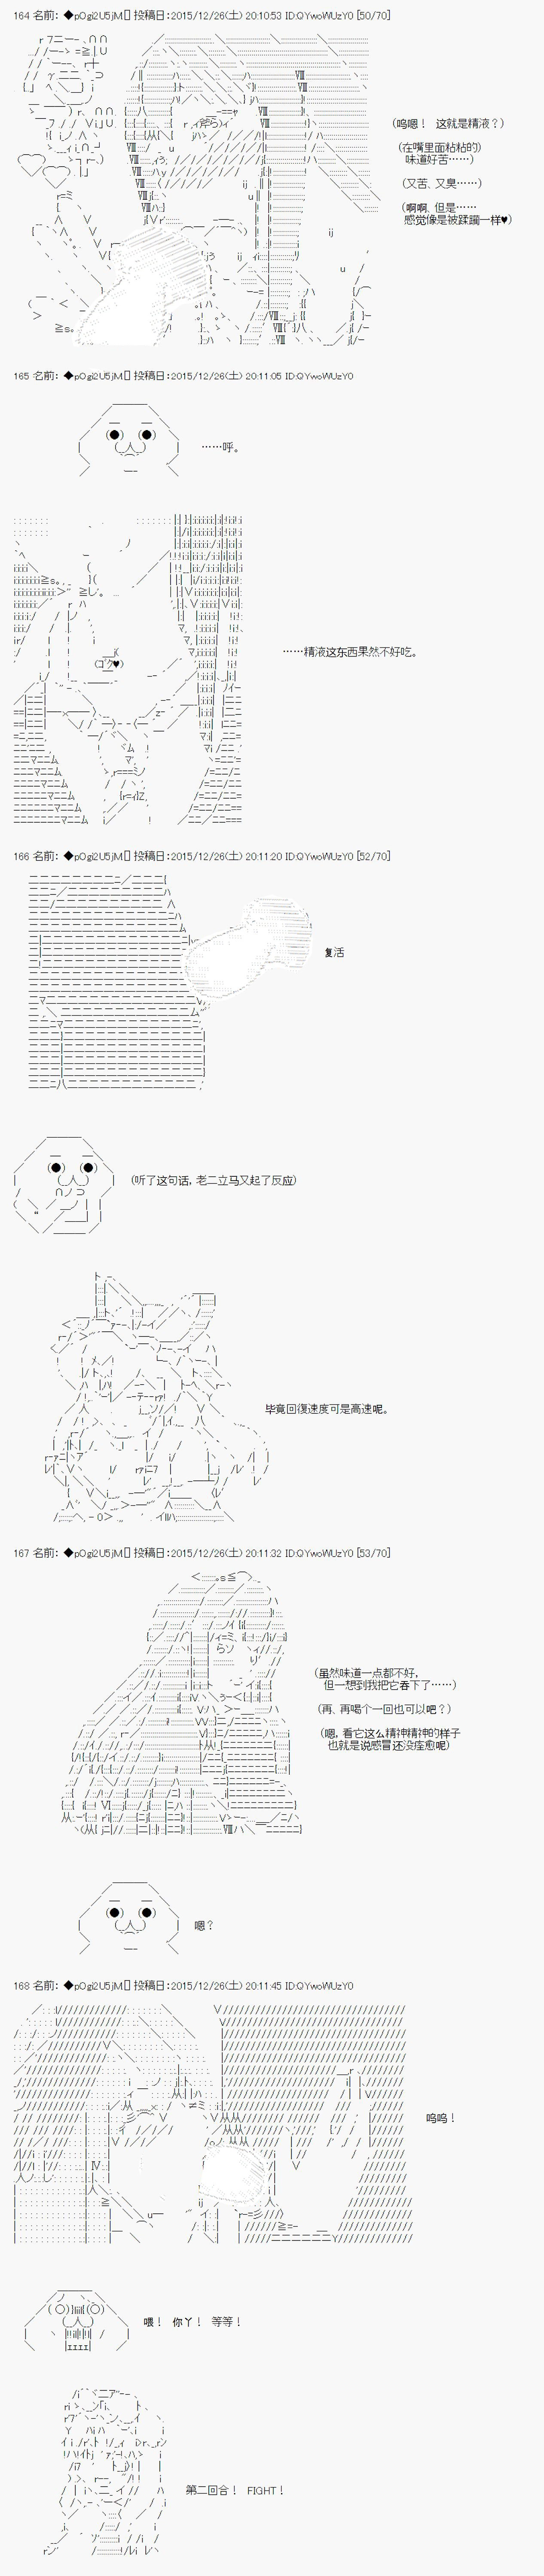 164 名前：◆pOgi2U5jM. 投稿日：2015/12/26(土) 20:10:53 ID:QYwoWUzY0 [50/70]
（呜嗯！ 这就是精液？）
（在嘴里面粘粘的）
味道好苦……）
（又苦、又臭……）
（啊啊、但是……
感觉像是被蹂躏一样♥）
165 名前：◆pOgi2U5jM. 投稿日：2015/12/26(土) 20:11:05 ID:QYwoWUzY0
……呼。
(ｺﾞｸ♥)
……精液这东西果然不好吃。
166 名前：◆pOgi2U5jM. 投稿日：2015/12/26(土) 20:11:20 ID:QYwoWUzY0 [52/70]
复活
（听了这句话，老二立马又起了反应）
毕竟回復速度可是高速呢。
167 名前：◆pOgi2U5jM. 投稿日：2015/12/26(土) 20:11:32 ID:QYwoWUzY0 [53/70]
（虽然味道一点都不好，
但一想到我把它吞下了……）
（再、再喝个一回也可以吧？）
（嗯，看它这么精神精神的样子
也就是说感冒还没痊愈呢）
嗯？
168 名前：◆pOgi2U5jM. 投稿日：2015/12/26(土) 20:11:45 ID:QYwoWUzY0
呜呜！
喂！ 你丫！ 等等！
第二回合！ FIGHT！